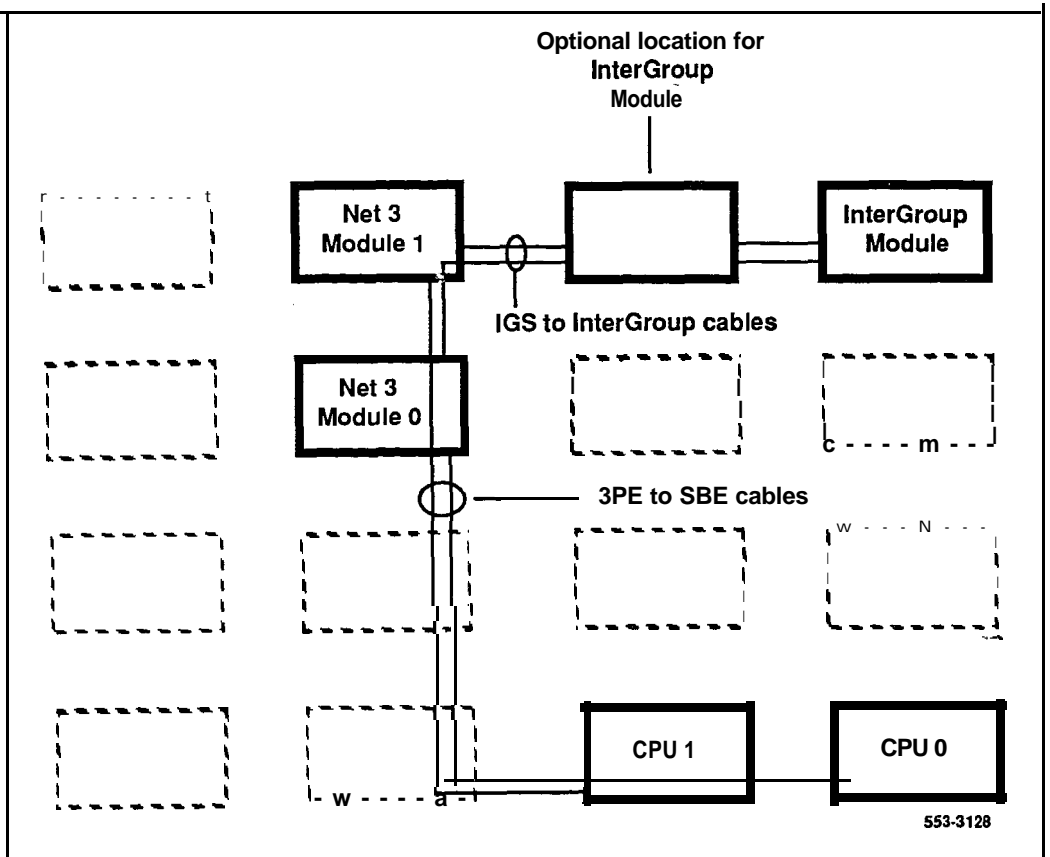 Optional location for
InterGroup
Module
Net 3
Module 1
InterGroup
Module
IGS to InterGroup cables
Net 3
Module 0
3PE to SBE cables
CPU 1
CPU 0
553-3128